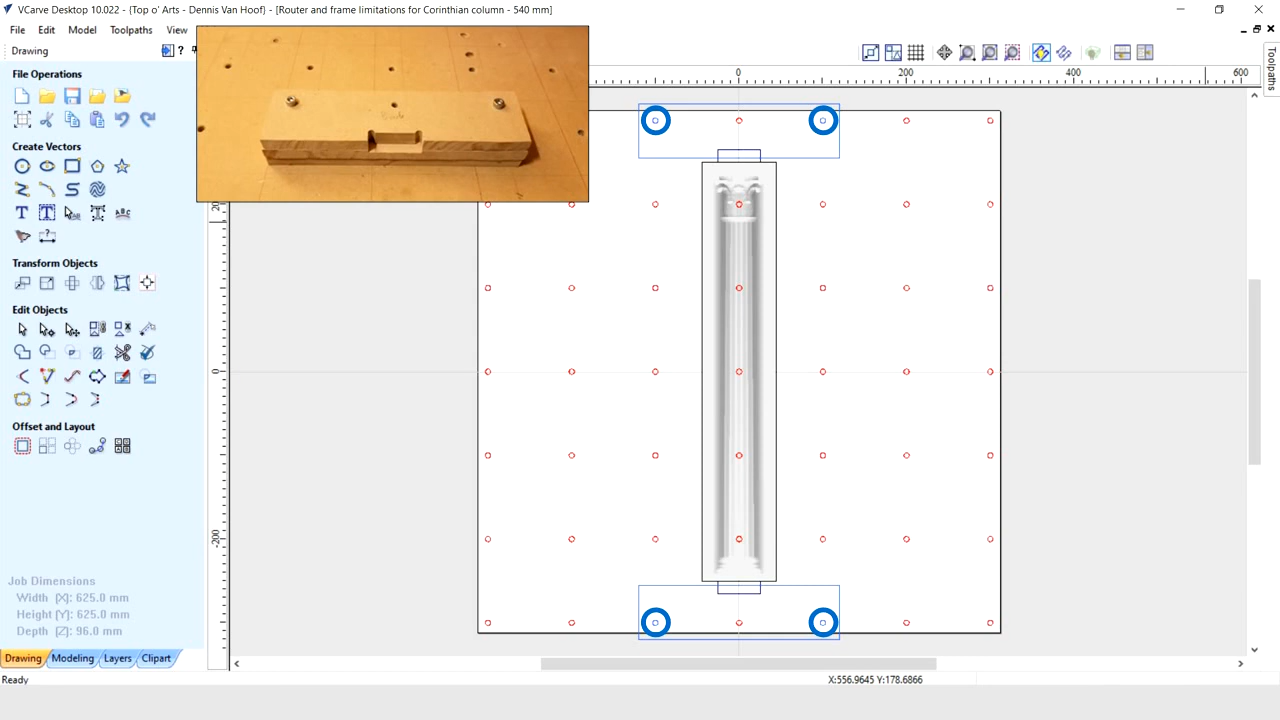 VCarve Desktop 10.022 - {Top o' Arts - Dennis Van Hoof} - [Router and frame limitations for Corinthian column - 540 mm]
File Edit Model Toolpaths View
Drawing
File Operations
Create Vectors
Transform Objects
Edit Objects
Offset and Layout
Job Dimensions
Width (X): 625.0 mm
Height (Y): 625.0 mm
Depth (Z): 96.0 mm
Drawing Modeling Layers Clipart
Ready
0 200 400 600
0
-200
Toolpaths
X:556.9645 Y:178.6866